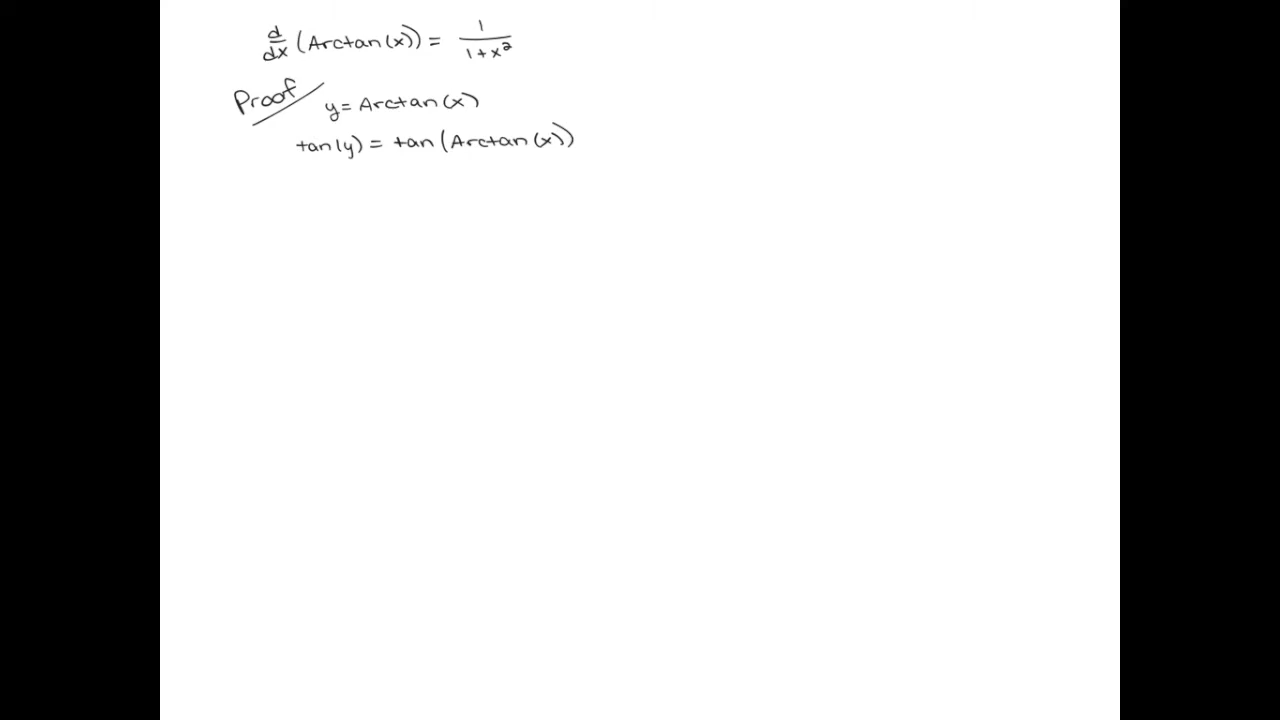 d/dx (Arctan(x)) = 1/(1+x²)
Proof
y = Arctan(x)
tan(y) = tan(Arctan(x))